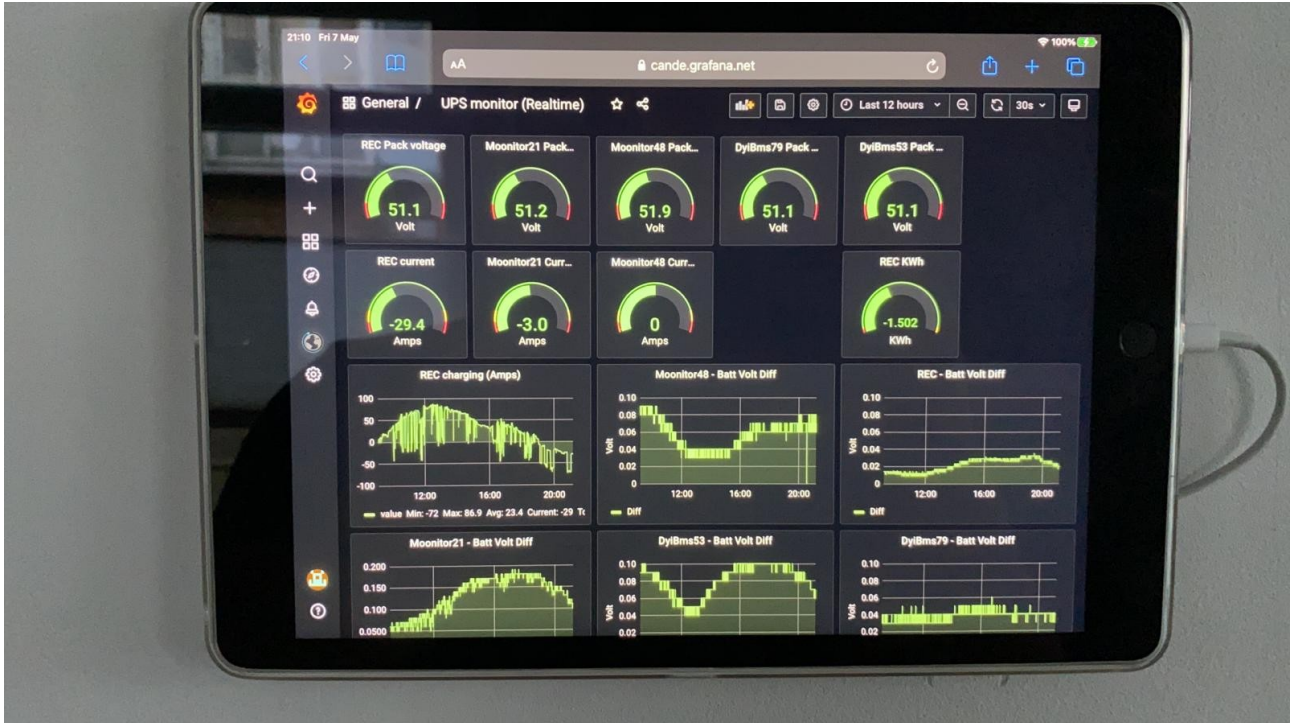 21:10 Fri 7 May
100%
AA
cande.grafana.net
General / UPS monitor (Realtime)
Last 12 hours
30s
REC Pack voltage
51.1
Volt
Moonitor21 Pack...
51.2
Volt
Moonitor48 Pack...
51.9
Volt
DyiBms79 Pack ...
51.1
Volt
DyiBms53 Pack ...
51.1
Volt
REC current
-29.4
Amps
Moonitor21 Curr...
-3.0
Amps
Moonitor48 Curr...
0
Amps
REC KWh
-1.502
KWh
REC charging (Amps)
100
50
0
-50
-100
12:00 16:00 20:00
value Min: -72 Max: 86.9 Avg: 23.4 Current: -29 To
Moonitor48 - Batt Volt Diff
Volt
0.10
0.08
0.06
0.04
0.02
0
12:00 16:00 20:00
Diff
REC - Batt Volt Diff
Volt
0.10
0.08
0.06
0.04
0.02
0
12:00 16:00 20:00
Diff
Moonitor21 - Batt Volt Diff
0.200
0.150
0.100
0.0500
DyIBms53 - Batt Volt Diff
Volt
0.10
0.08
0.06
0.04
0.02
DyIBms79 - Batt Volt Diff
Volt
0.10
0.08
0.06
0.04
0.02